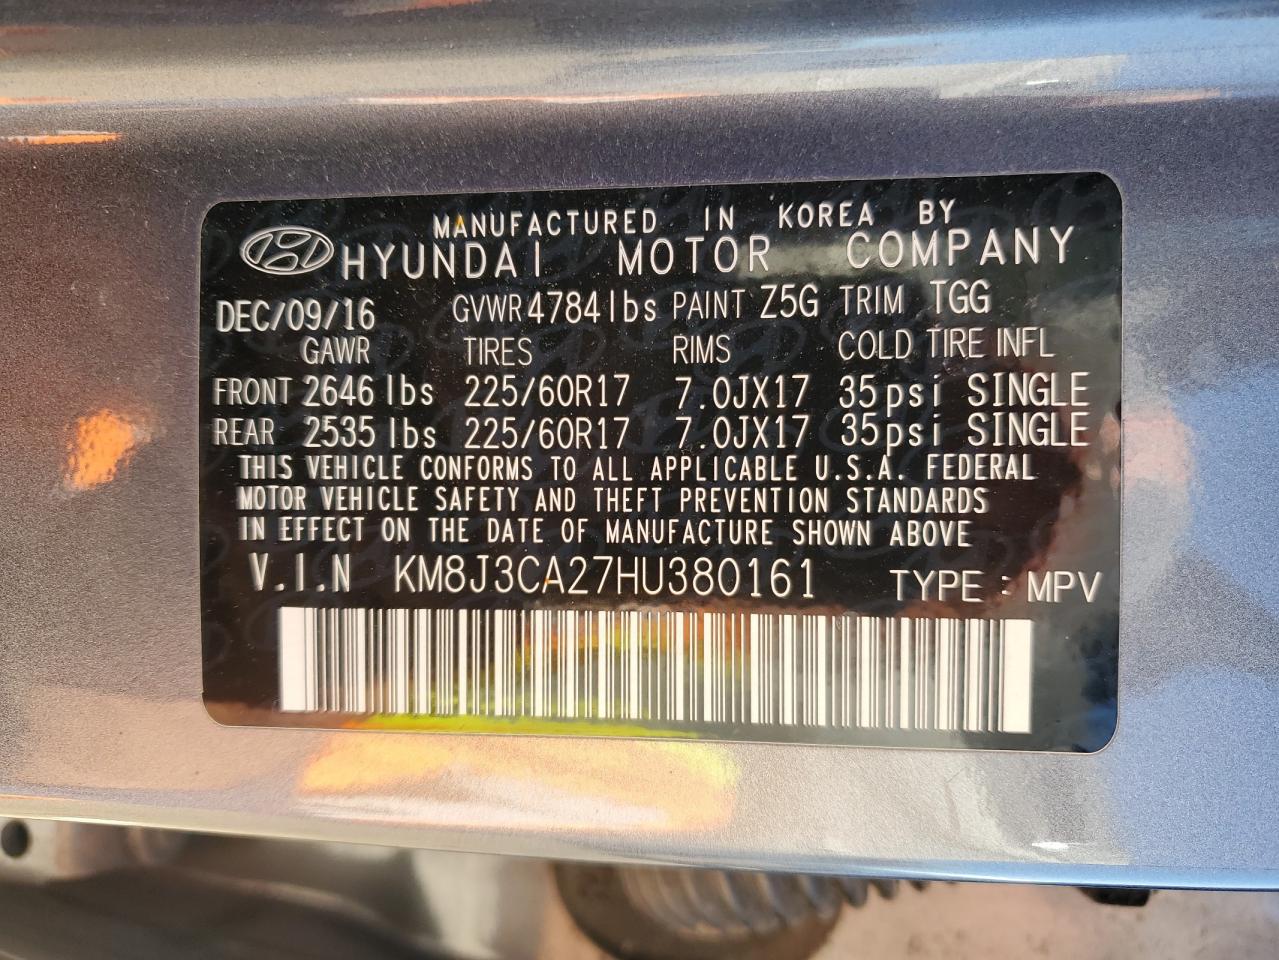 MANUFACTURED IN KOREA BY
HYUNDAI MOTOR COMPANY
DEC/09/16 GVWR 4784 lbs PAINT Z5G TRIM TGG
GAWR TIRES RIMS COLD TIRE INFL
FRONT 2646 lbs 225/60R17 7.0JX17 35psi SINGLE
REAR 2535 lbs 225/60R17 7.0JX17 35psi SINGLE
THIS VEHICLE CONFORMS TO ALL APPLICABLE U.S.A. FEDERAL
MOTOR VEHICLE SAFETY AND THEFT PREVENTION STANDARDS
IN EFFECT ON THE DATE OF MANUFACTURE SHOWN ABOVE
V.I.N KM8J3CA27HU380161 TYPE : MPV